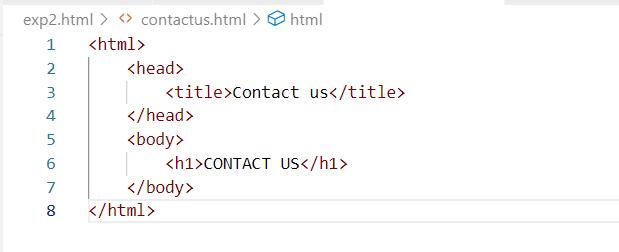 exp2.html > contactus.html > html
1 <html>
2     <head>
3         <title>Contact us</title>
4     </head>
5     <body>
6         <h1>CONTACT US</h1>
7     </body>
8 </html>